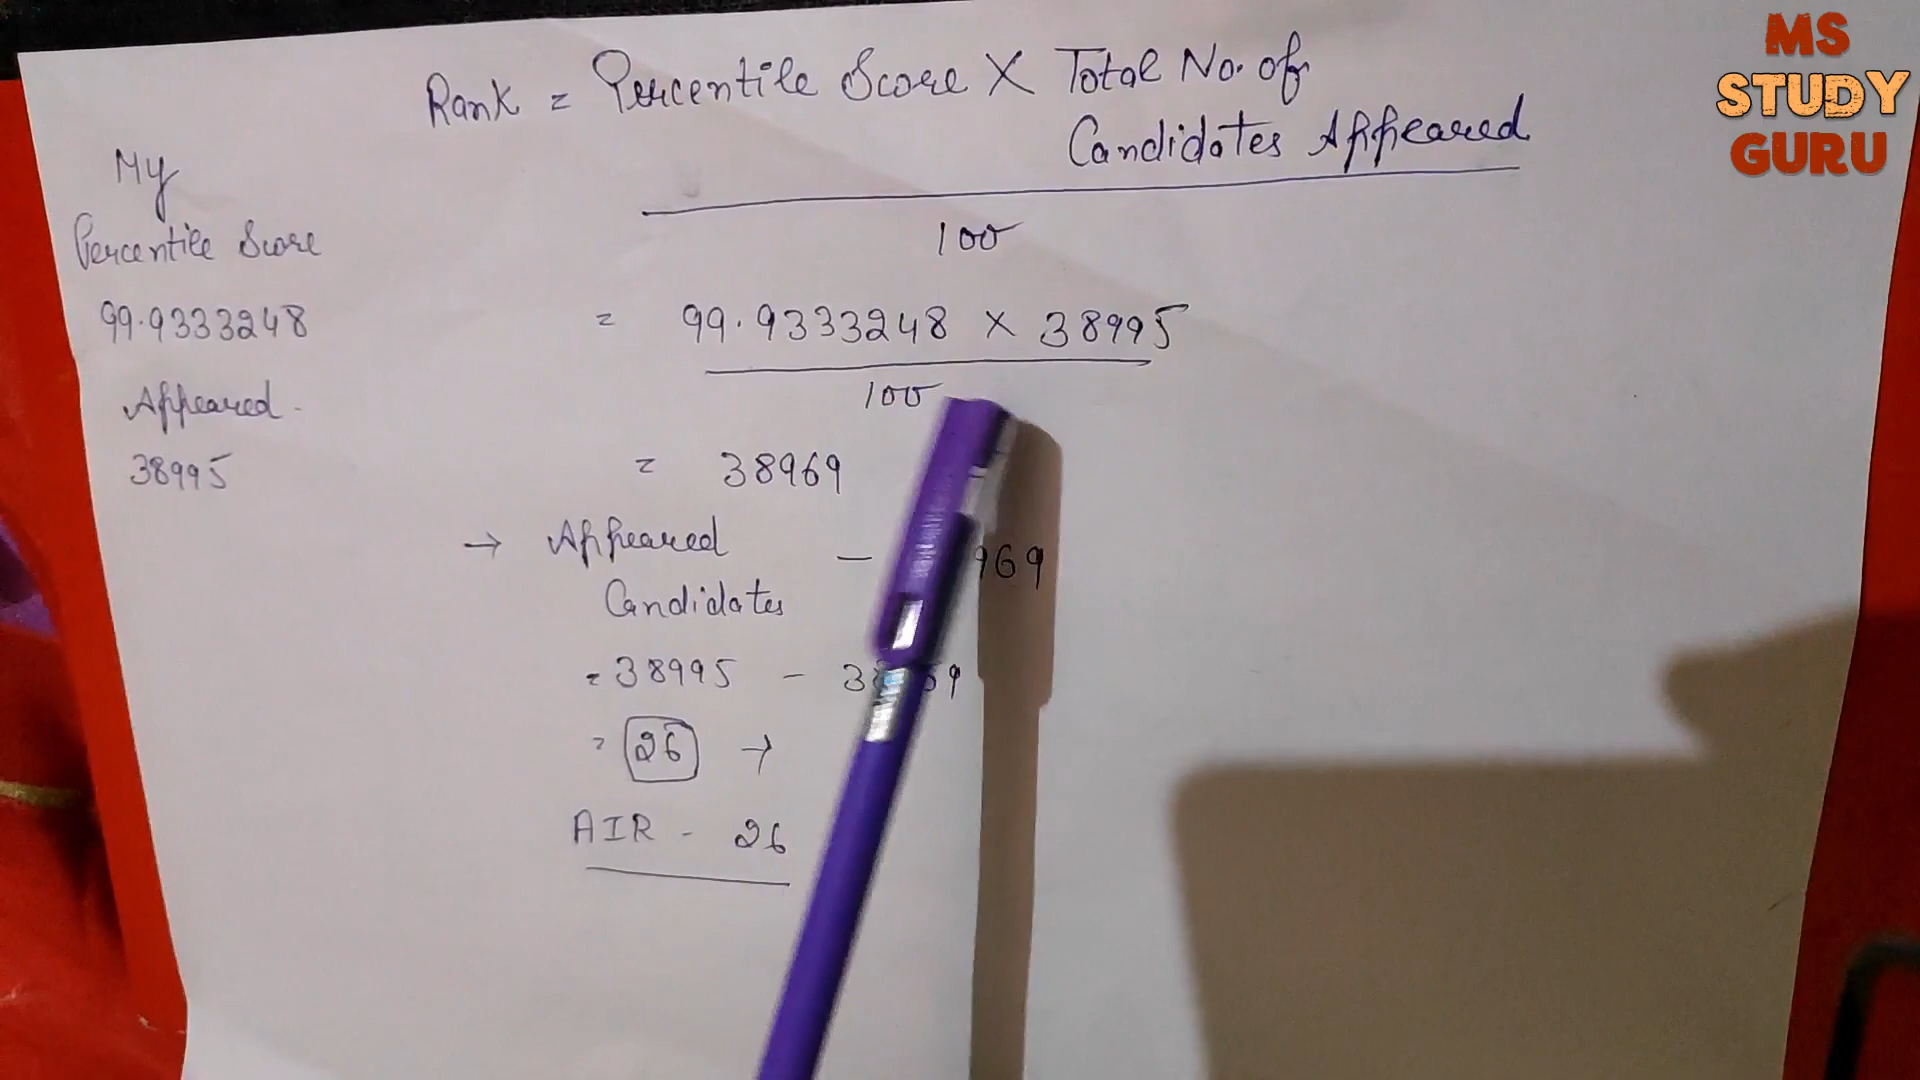 MS
STUDY
GURU
Rank = Percentile Score X Total No. of
Candidates Appeared
100
My
Percentile Score
99.9333248
Appeared.
38995
= 99.9333248 X 38995
100
= 38969
→ Appeared - 969
Candidates
= 38995 -
= 26 →
AIR - 26